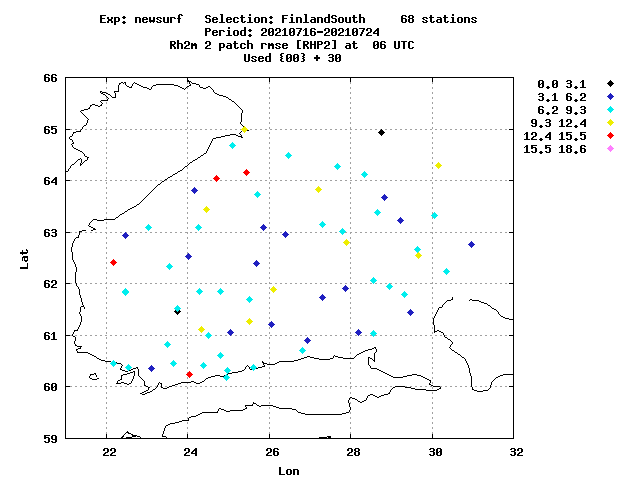 Exp: newsurf   Selection: FinlandSouth     68 stations
Period: 20210716-20210724
Rh2m 2 patch rmse [RHP2] at  06 UTC
Used {00} + 30
0.0 3.1
3.1 6.2
6.2 9.3
9.3 12.4
12.4 15.5
15.5 18.6
66
65
64
63
62
61
60
59
Lat
22 24 26 28 30 32
Lon